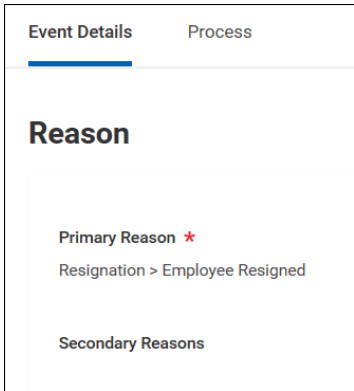 Event Details Process
Reason
Primary Reason *
Resignation > Employee Resigned
Secondary Reasons